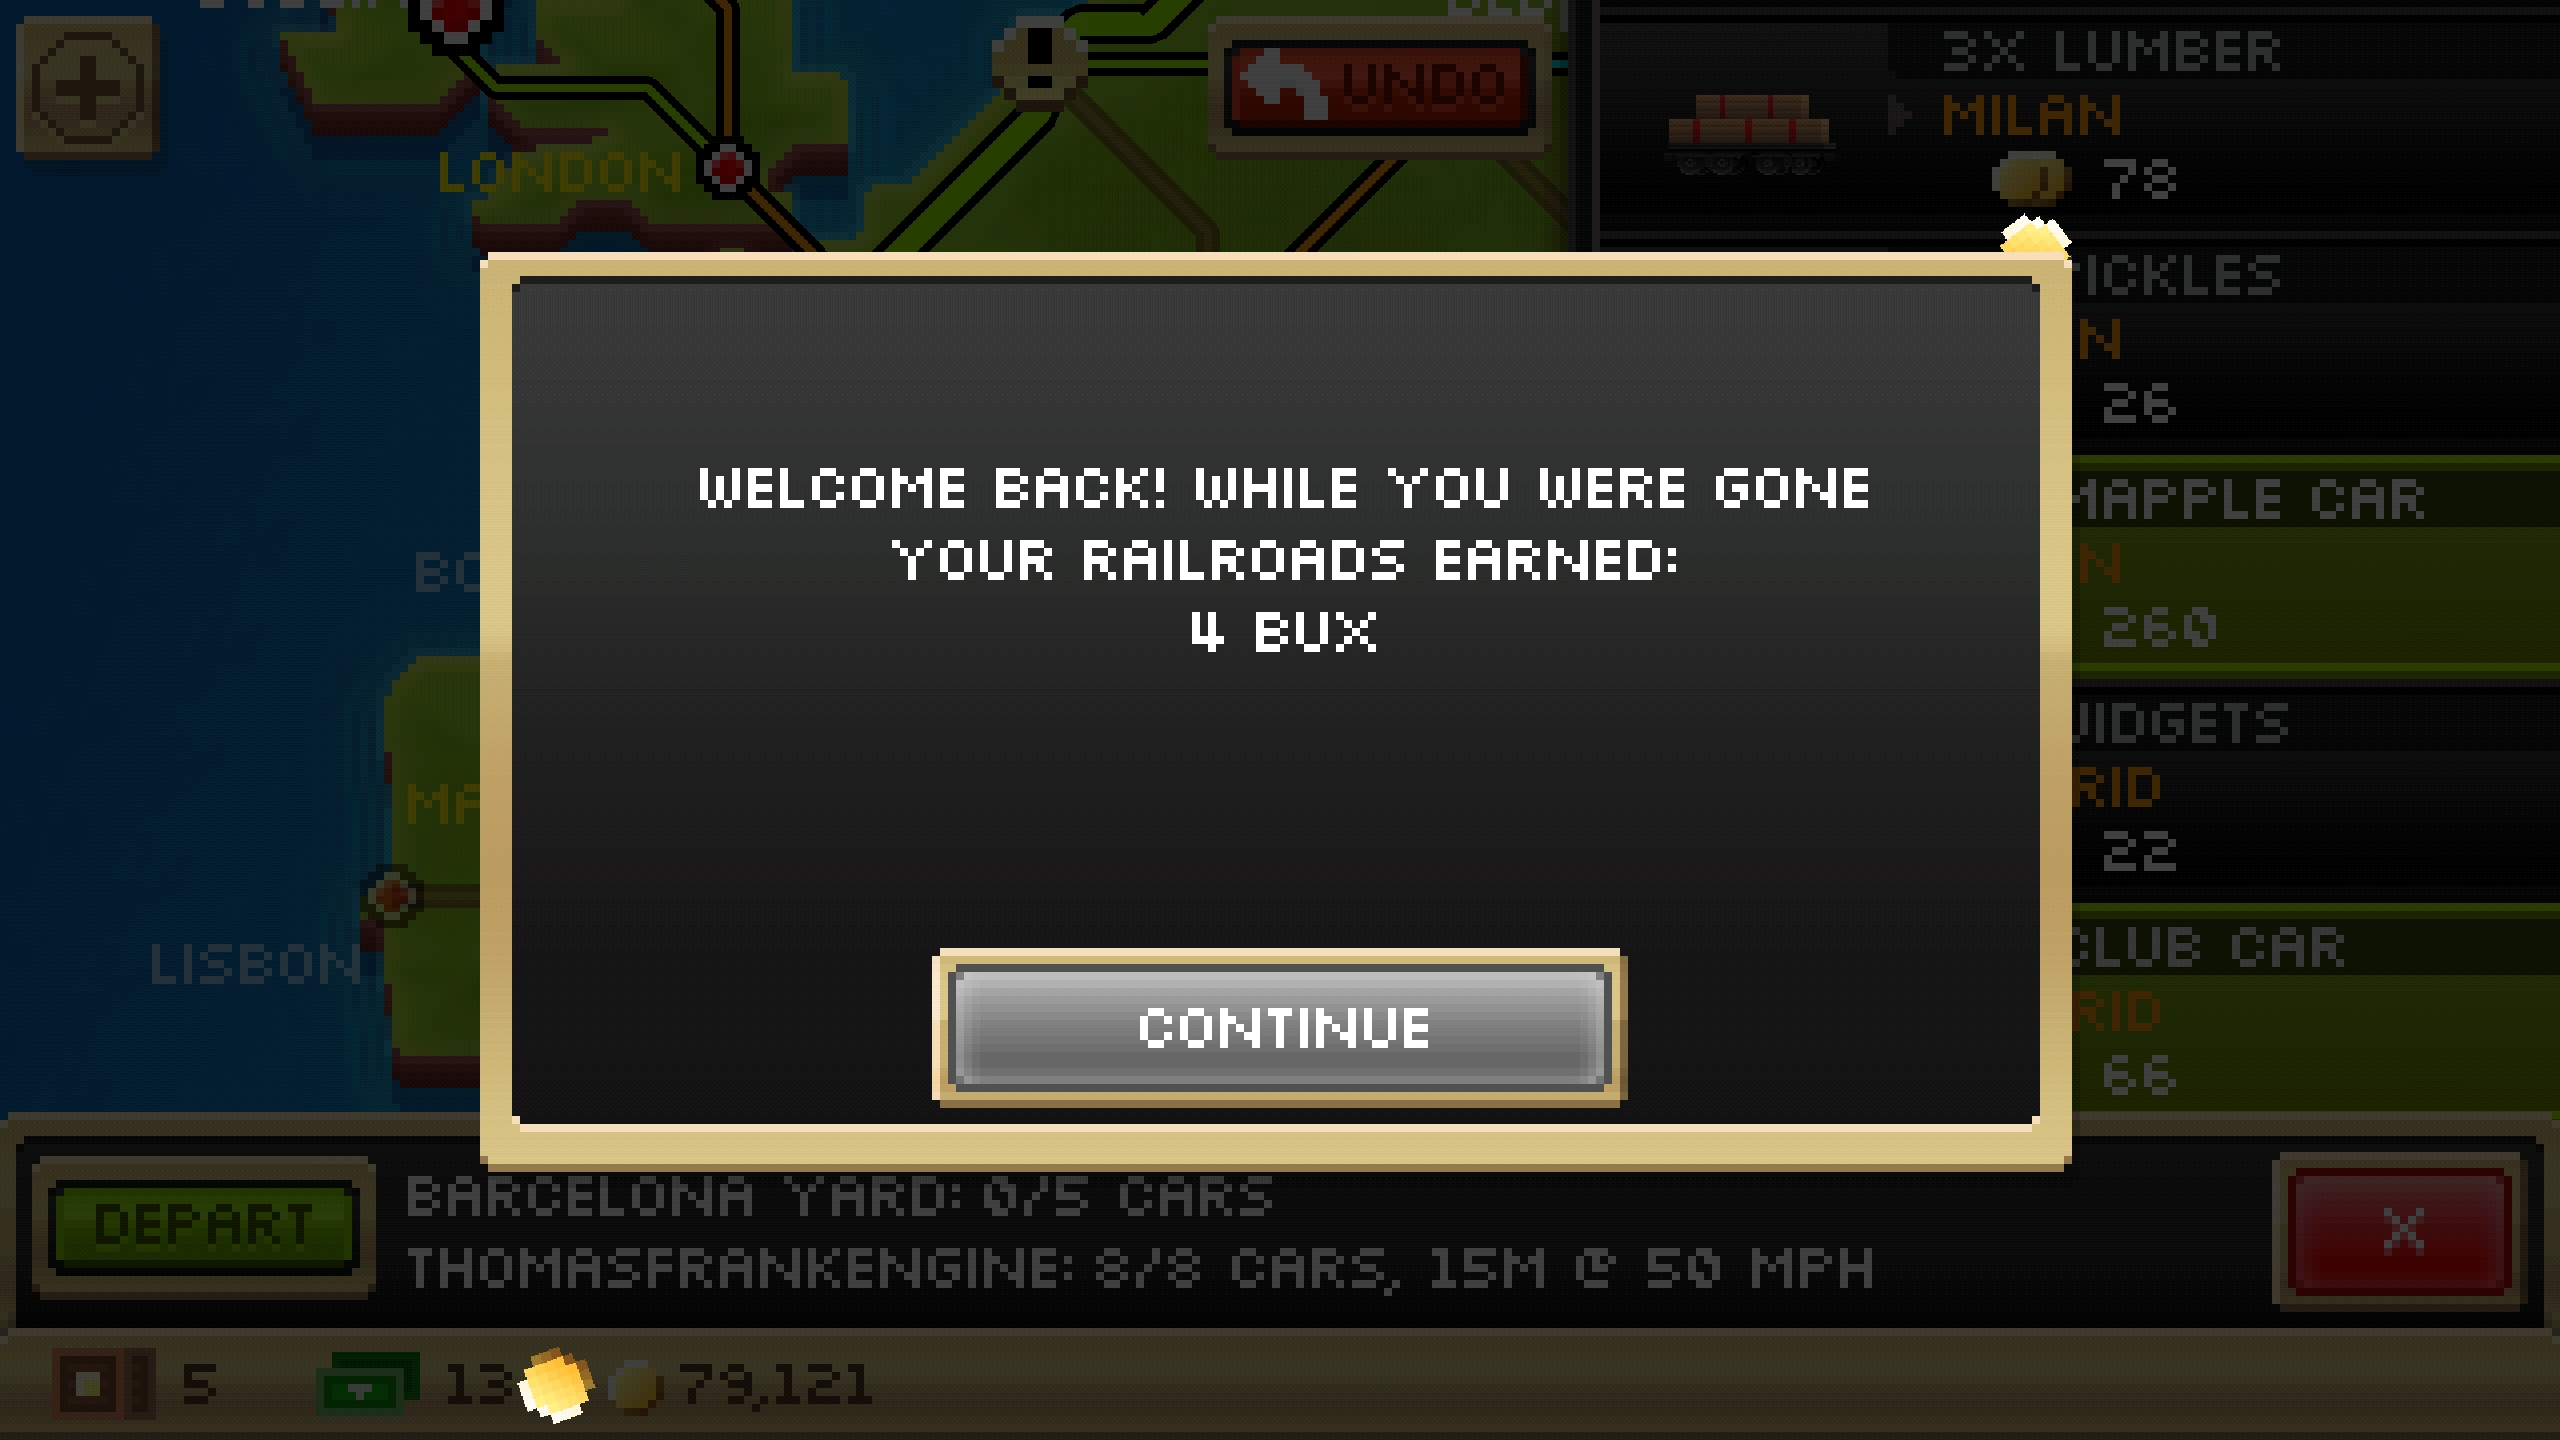 UNDO
LONDON
LISBON
3X LUMBER
MILAN
78
ICKLES
N
26
MAPPLE CAR
N
260
WIDGETS
RID
22
CLUB CAR
RID
66
WELCOME BACK! WHILE YOU WERE GONE
YOUR RAILROADS EARNED:
4 BUX
CONTINUE
DEPART
BARCELONA YARD: 0/5 CARS
THOMASFRANKENGINE: 8/8 CARS, 15M @ 50 MPH
X
5
13
79,121